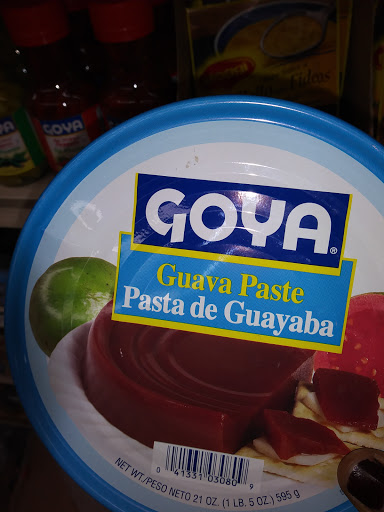 GOYA
GOYA®
Guava Paste
Pasta de Guayaba
0 41331 03080 9
NET WT./PESO NETO 21 OZ. (1 LB. 5 OZ.) 595 g
Fideos